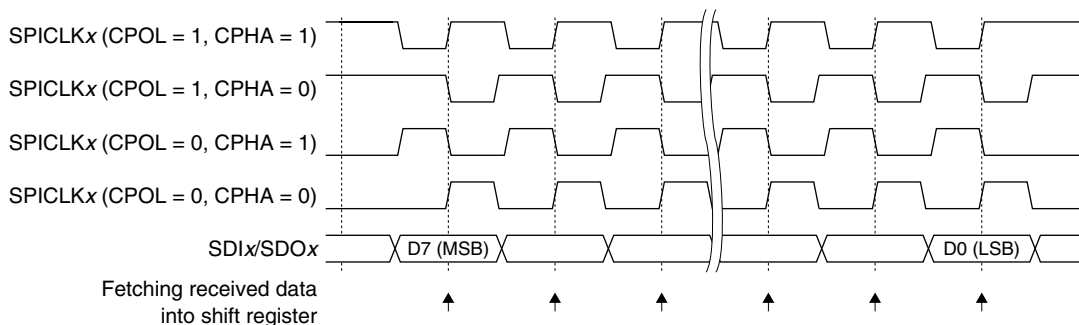 SPICLKx (CPOL = 1, CPHA = 1)
SPICLKx (CPOL = 1, CPHA = 0)
SPICLKx (CPOL = 0, CPHA = 1)
SPICLKx (CPOL = 0, CPHA = 0)
SDIx/SDOx
D7 (MSB)
D0 (LSB)
Fetching received data
into shift register